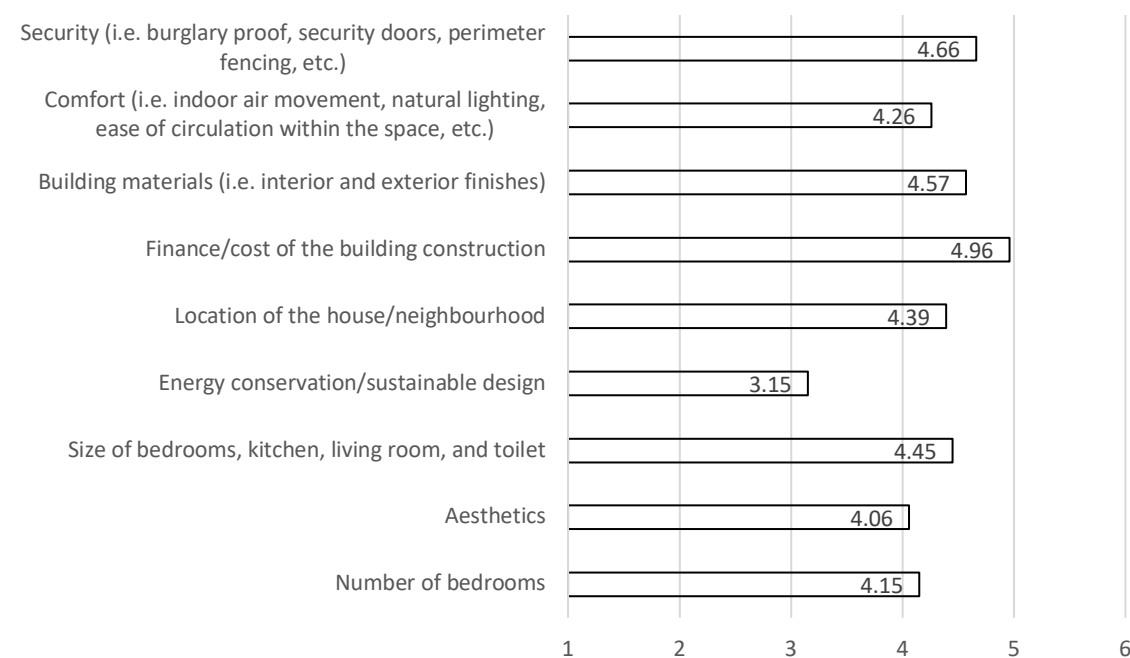 Security (i.e. burglary proof, security doors, perimeter
fencing, etc.)
4.66
Comfort (i.e. indoor air movement, natural lighting,
ease of circulation within the space, etc.)
4.26
Building materials (i.e. interior and exterior finishes)
4.57
Finance/cost of the building construction
4.96
Location of the house/neighbourhood
4.39
Energy conservation/sustainable design
3.15
Size of bedrooms, kitchen, living room, and toilet
4.45
Aesthetics
4.06
Number of bedrooms
4.15
1 2 3 4 5 6